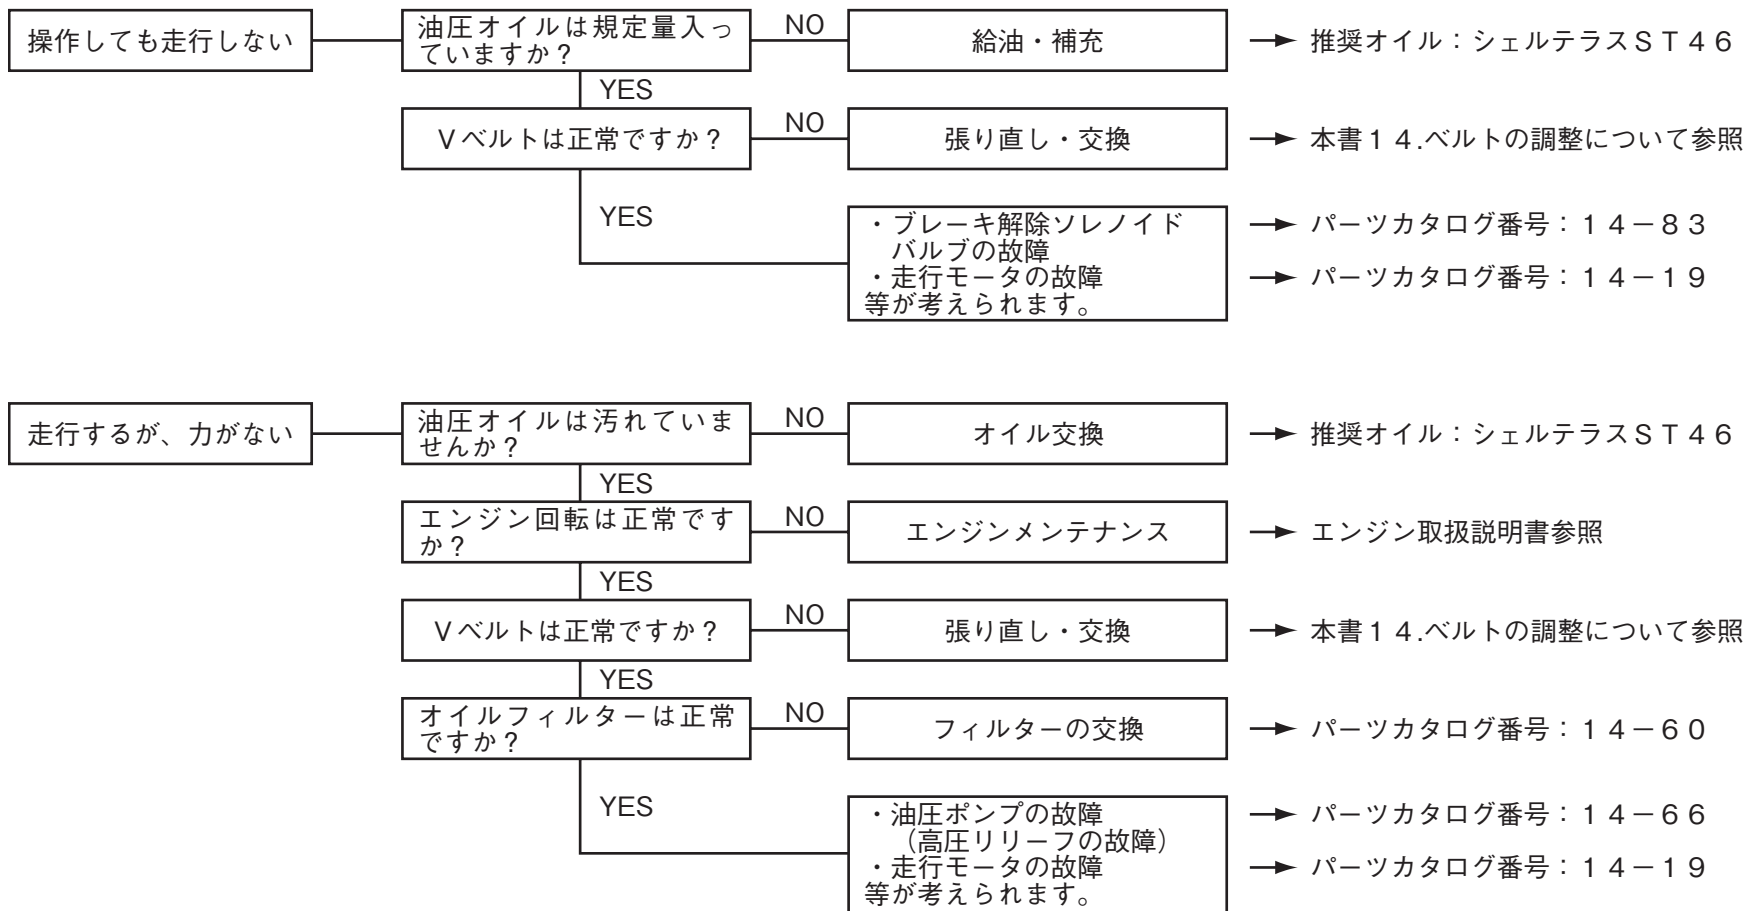 操作しても走行しない
油圧オイルは規定量入っ
ていますか？
NO
給油・補充
推奨オイル：シェルテラスＳＴ４６
YES
Ｖベルトは正常ですか？
NO
張り直し・交換
本書１４.ベルトの調整について参照
YES
・ブレーキ解除ソレノイド
バルブの故障
・走行モータの故障
等が考えられます。
パーツカタログ番号：１４－８３
パーツカタログ番号：１４－１９
走行するが、力がない
油圧オイルは汚れていま
せんか？
NO
オイル交換
推奨オイル：シェルテラスＳＴ４６
YES
エンジン回転は正常です
か？
NO
エンジンメンテナンス
エンジン取扱説明書参照
YES
Ｖベルトは正常ですか？
NO
張り直し・交換
本書１４.ベルトの調整について参照
YES
オイルフィルターは正常
ですか？
NO
フィルターの交換
パーツカタログ番号：１４－６０
YES
・油圧ポンプの故障
（高圧リリーフの故障）
・走行モータの故障
等が考えられます。
パーツカタログ番号：１４－６６
パーツカタログ番号：１４－１９